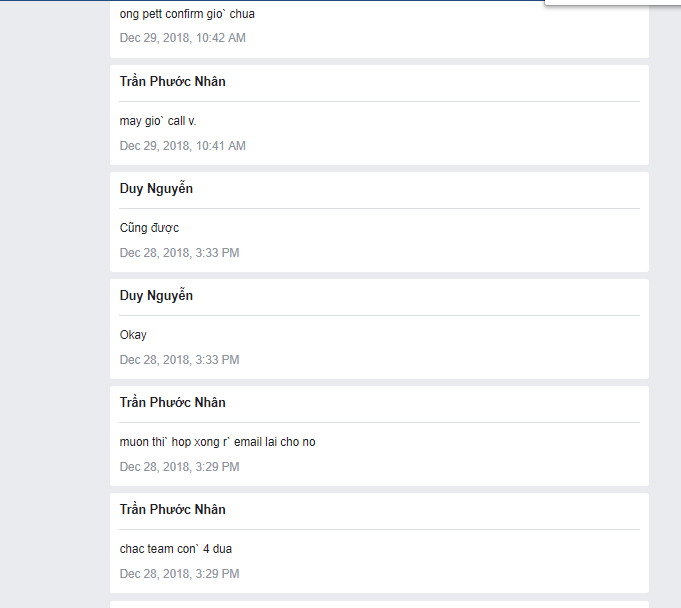 ong pett confirm gio` chua
Dec 29, 2018, 10:42 AM
Trần Phước Nhân
may gio` call v.
Dec 29, 2018, 10:41 AM
Duy Nguyễn
Cũng được
Dec 28, 2018, 3:33 PM
Duy Nguyễn
Okay
Dec 28, 2018, 3:33 PM
Trần Phước Nhân
muon thi` hop xong r` email lai cho no
Dec 28, 2018, 3:29 PM
Trần Phước Nhân
chac team con` 4 dua
Dec 28, 2018, 3:29 PM